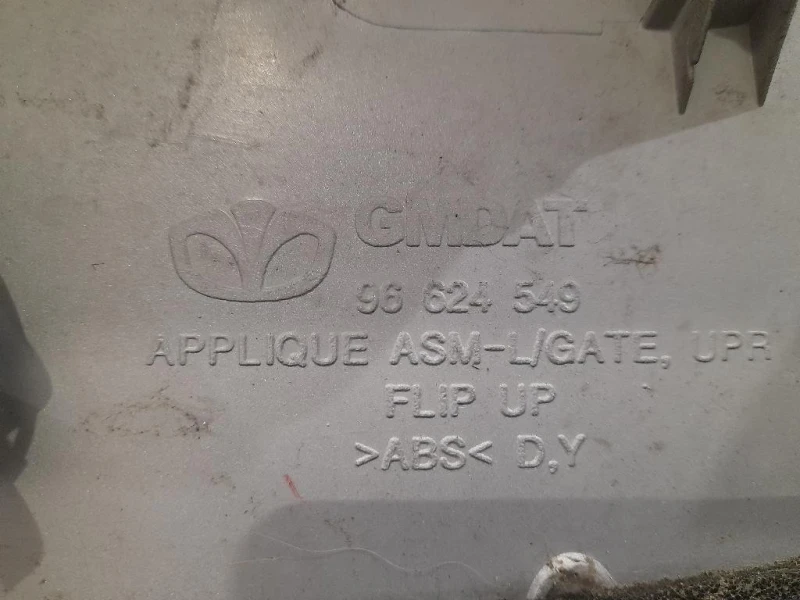 GMDAT
96 624 549
APPLIQUE ASM-L/GATE, UPR
FLIP UP
>ABS< D,Y